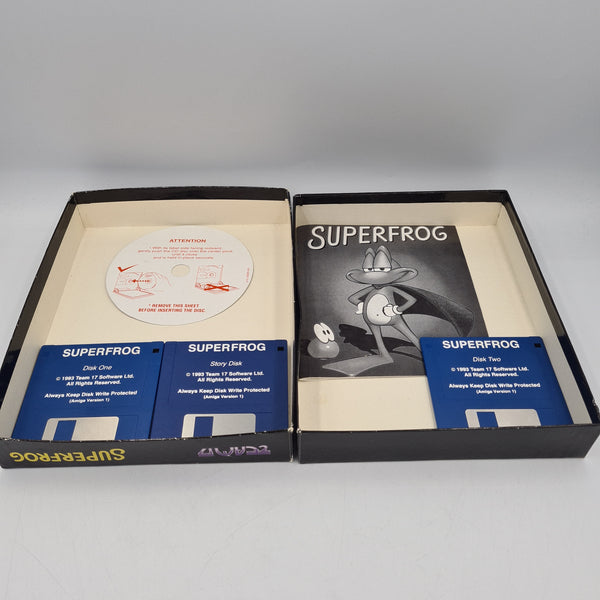 ATTENTION
SUPERFROG
* REMOVE THIS SHEET
BEFORE INSERTING THE DISC.
SUPERFROG
Disk One
© 1993 Team 17 Software Ltd.
All Rights Reserved.
Always Keep Disk Write Protected
(Amiga Version 1)
SUPERFROG
Story Disk
© 1993 Team 17 Software Ltd.
All Rights Reserved.
Always Keep Disk Write Protected
(Amiga Version 1)
SUPERFROG
Disk Two
© 1993 Team 17 Software Ltd.
All Rights Reserved.
Always Keep Disk Write Protected
(Amiga Version 1)
SUPERFROG
TEAM17